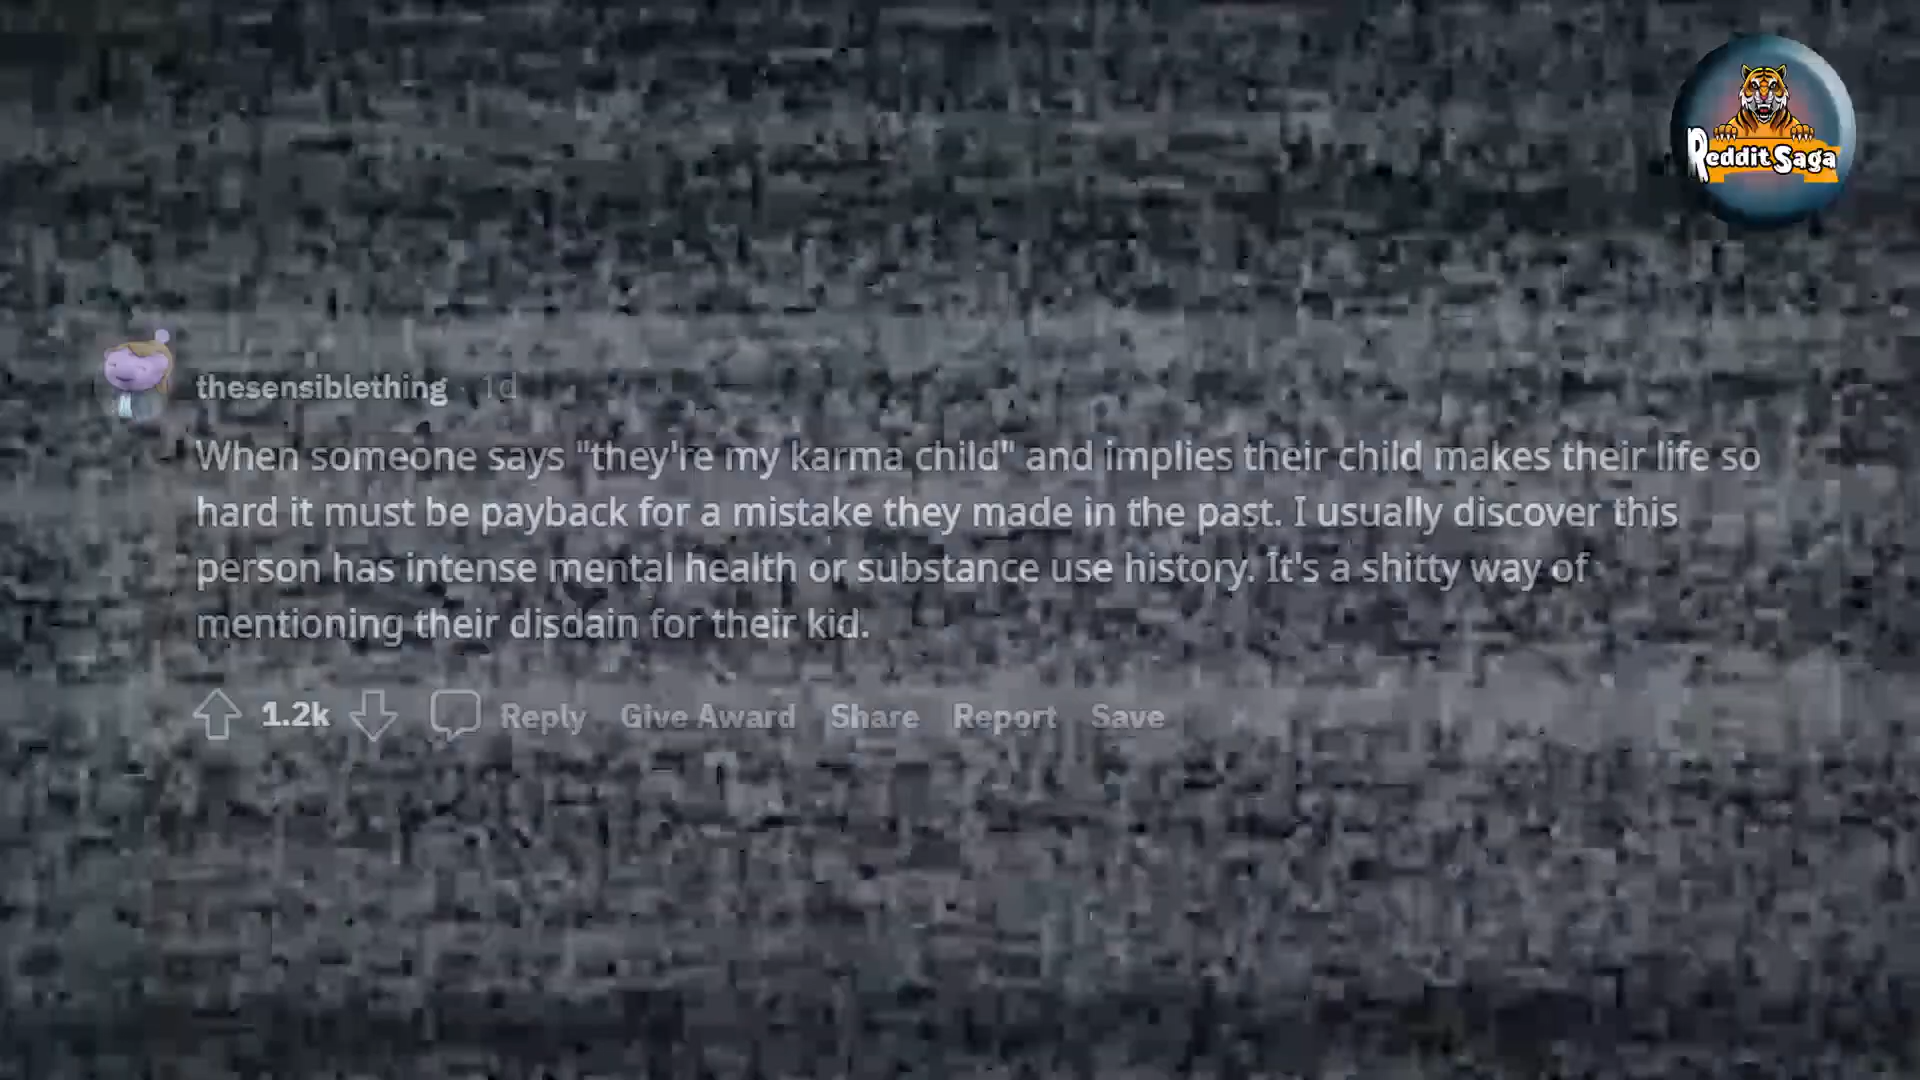 Reddit Saga
thesensiblething · 1d
When someone says "they're my karma child" and implies their child makes their life so
hard it must be payback for a mistake they made in the past. I usually discover this
person has intense mental health or substance use history. It's a shitty way of
mentioning their disdain for their kid.
1.2k Reply Give Award Share Report Save